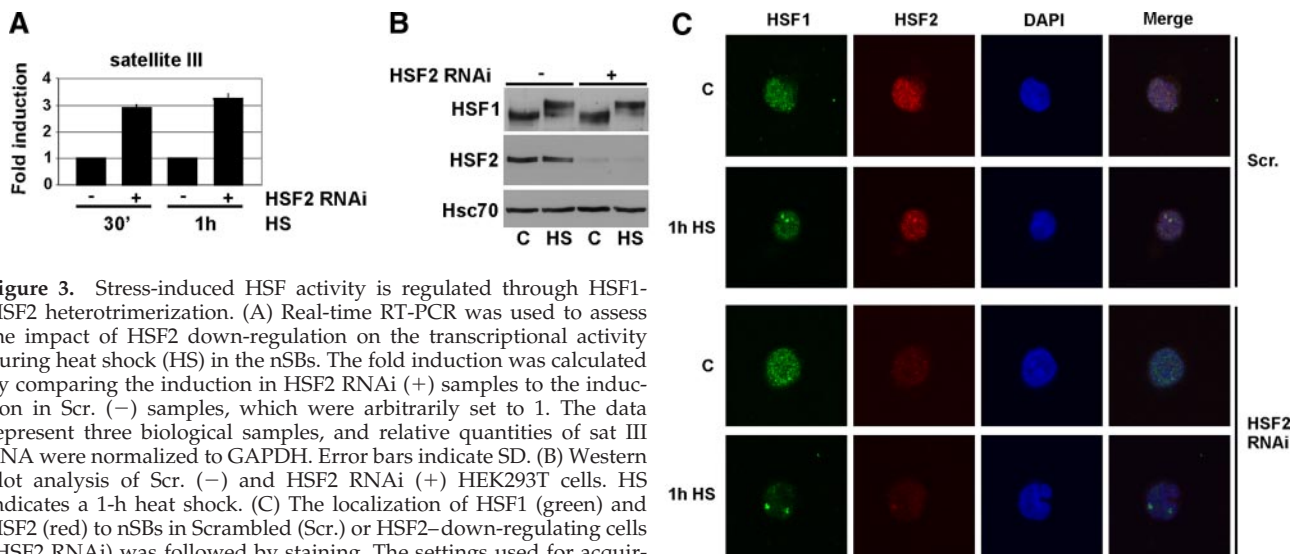 A
satellite III
Fold induction
4
3
2
1
0
- + - + HSF2 RNAi
30' 1h HS
B
HSF2 RNAi - +
HSF1
HSF2
Hsc70
C HS C HS
C
HSF1 HSF2 DAPI Merge
C
1h HS
Scr.
C
1h HS
HSF2
RNAi
igure 3. Stress-induced HSF activity is regulated through HSF1-
HSF2 heterotrimerization. (A) Real-time RT-PCR was used to assess
he impact of HSF2 down-regulation on the transcriptional activity
uring heat shock (HS) in the nSBs. The fold induction was calculated
y comparing the induction in HSF2 RNAi (+) samples to the induc-
on in Scr. (−) samples, which were arbitrarily set to 1. The data
epresent three biological samples, and relative quantities of sat III
NA were normalized to GAPDH. Error bars indicate SD. (B) Western
lot analysis of Scr. (−) and HSF2 RNAi (+) HEK293T cells. HS
ndicates a 1-h heat shock. (C) The localization of HSF1 (green) and
HSF2 (red) to nSBs in Scrambled (Scr.) or HSF2–down-regulating cells
HSF2 RNAi) was followed by staining. The settings used for acquir-